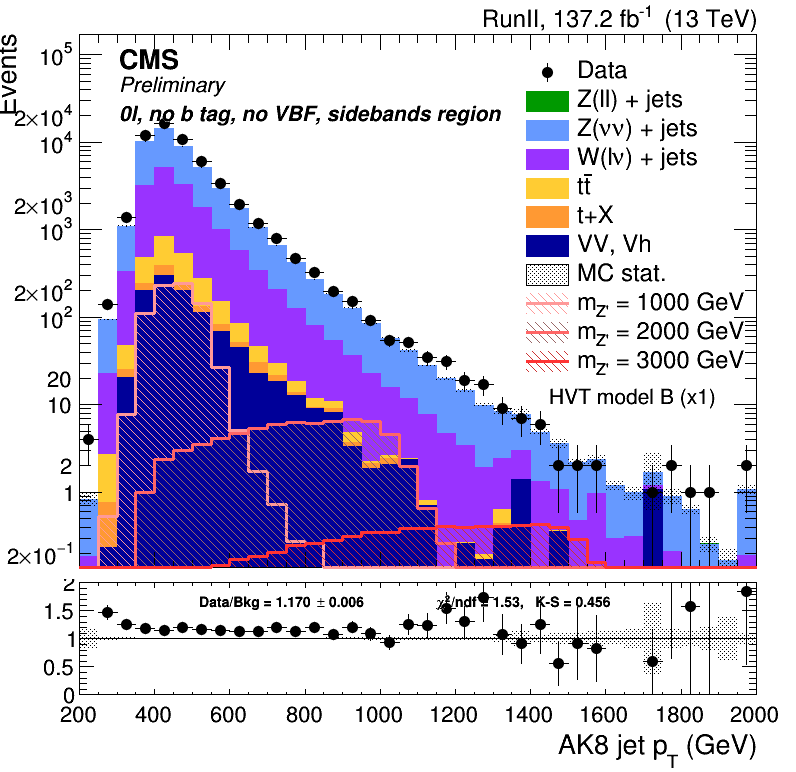 RunII, 137.2 fb⁻¹ (13 TeV)
Events
CMS
Preliminary
0l, no b tag, no VBF, sidebands region
Data
Z(ll) + jets
Z(νν) + jets
W(lν) + jets
tt̄
t+X
VV, Vh
MC stat.
m_Z' = 1000 GeV
m_Z' = 2000 GeV
m_Z' = 3000 GeV
HVT model B (x1)
10⁵
2×10⁴
10⁴
2×10³
10³
2×10²
10²
20
10
2
1
2×10⁻¹
Data/Bkg = 1.170 ± 0.006
χ²/ndf = 1.53, K-S = 0.456
2
1.5
1
0.5
0
200 400 600 800 1000 1200 1400 1600 1800 2000
AK8 jet p_T (GeV)